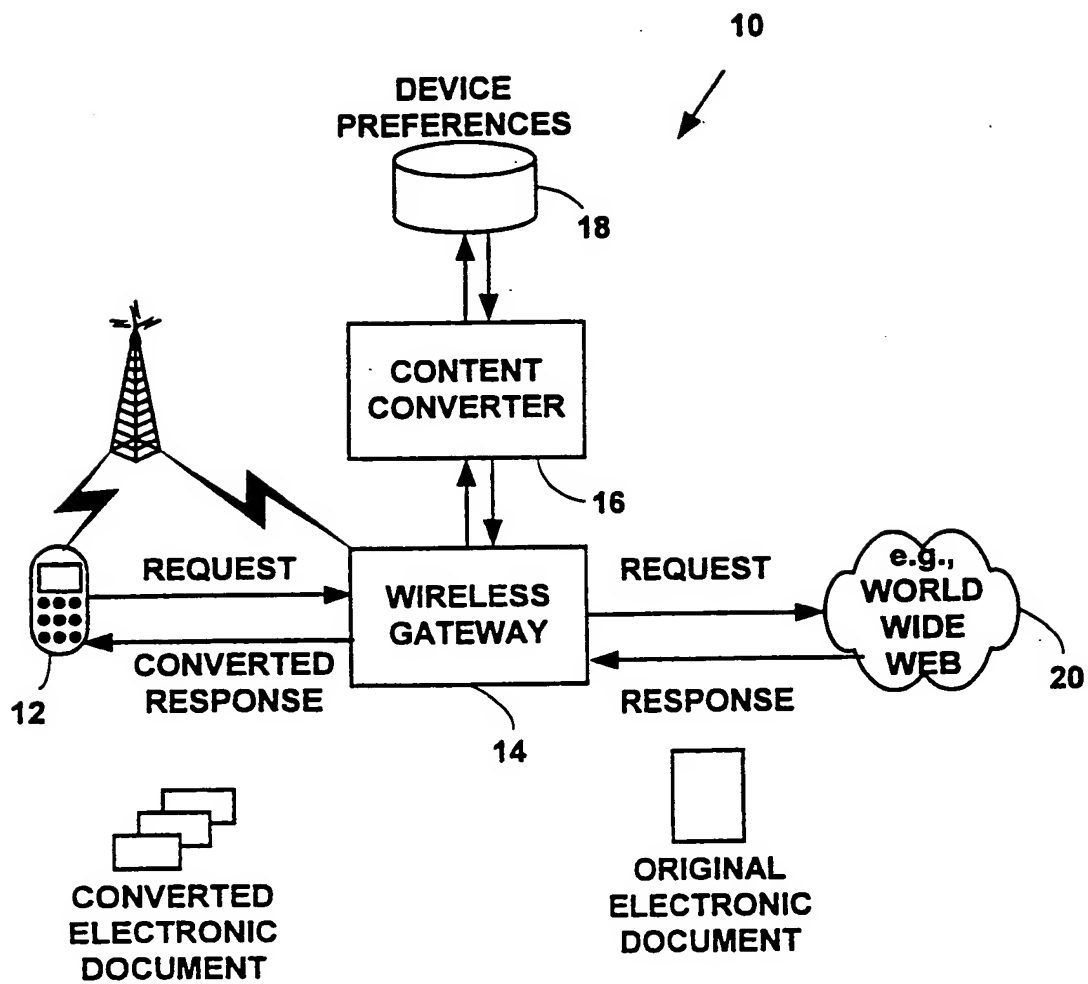 10
DEVICE
PREFERENCES
18
CONTENT
CONVERTER
16
REQUEST
WIRELESS
GATEWAY
REQUEST
e.g.,
WORLD
WIDE
WEB
CONVERTED
RESPONSE
RESPONSE
12
14
20
CONVERTED
ELECTRONIC
DOCUMENT
ORIGINAL
ELECTRONIC
DOCUMENT